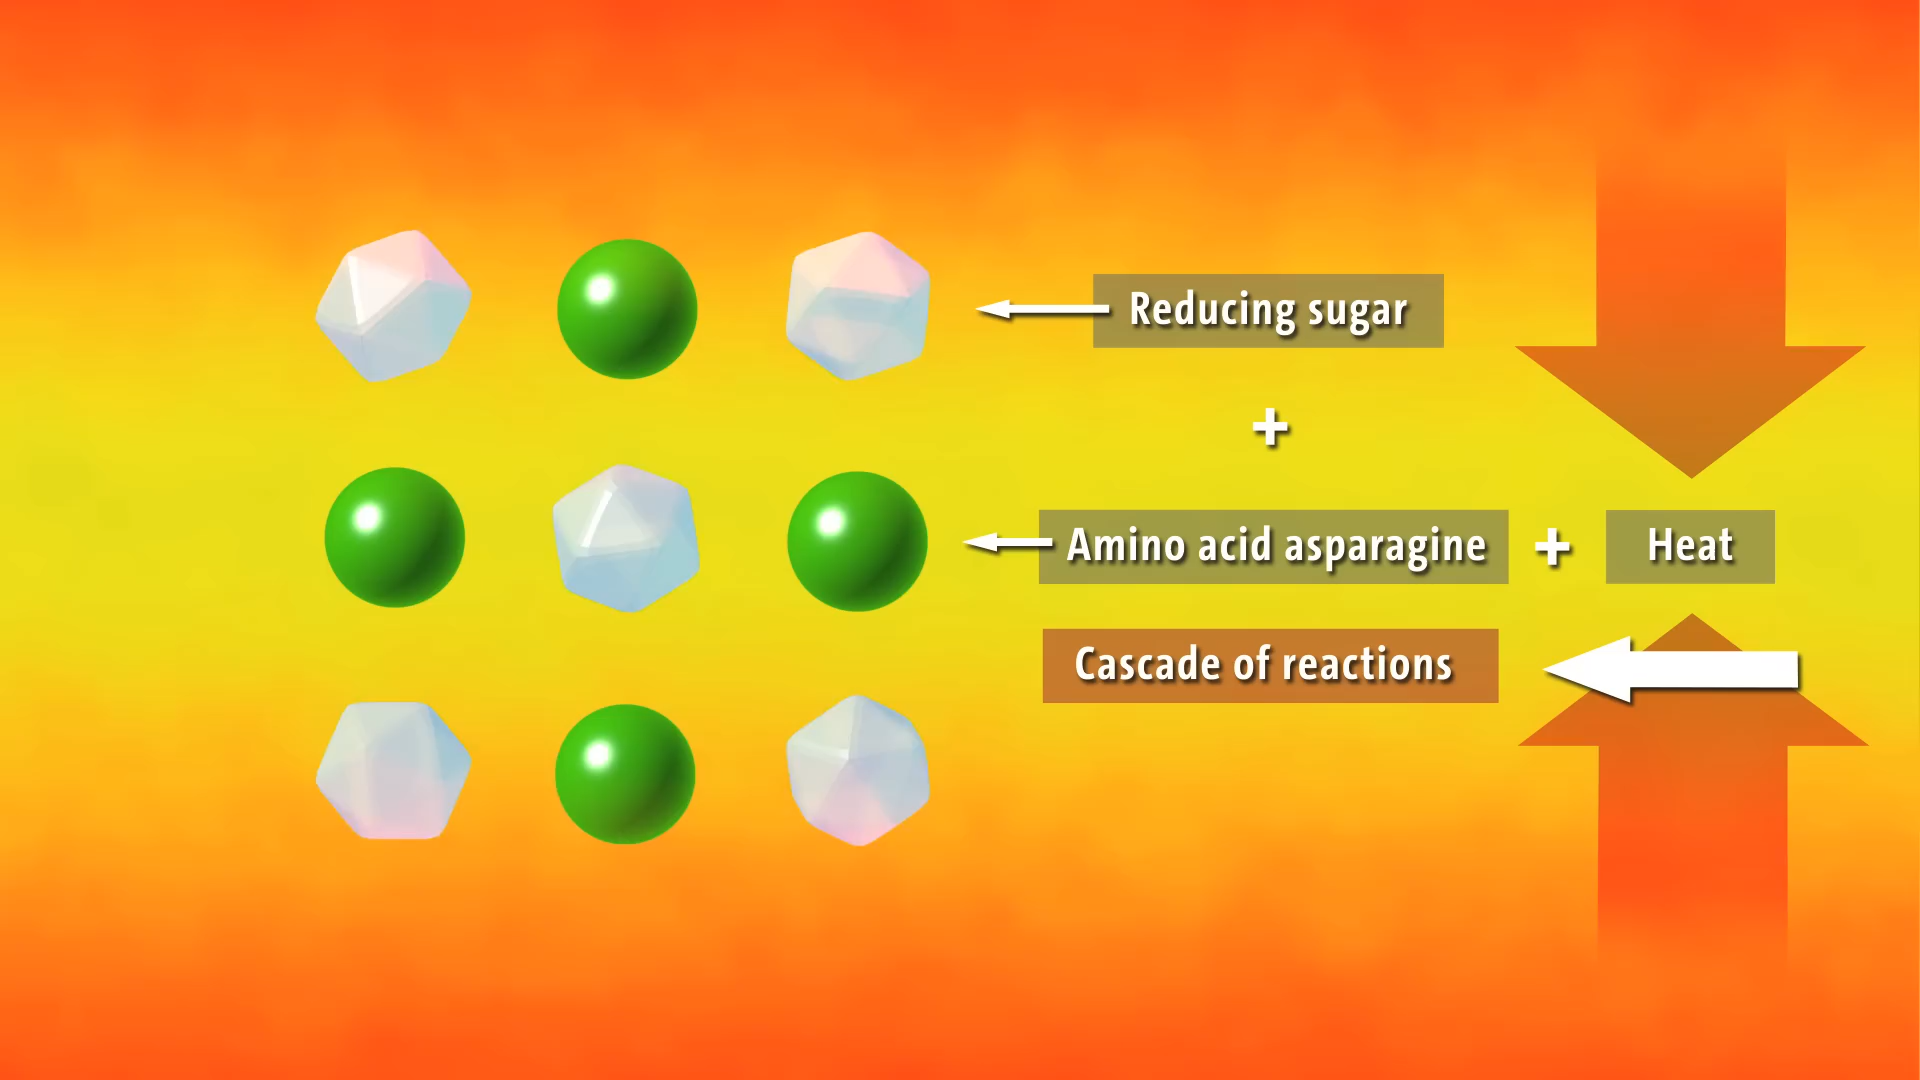 Reducing sugar
+
Amino acid asparagine + Heat
Cascade of reactions